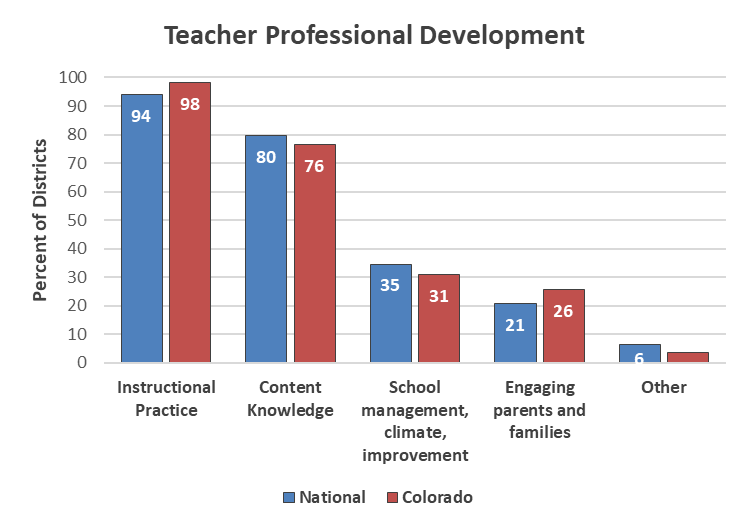 Teacher Professional Development
Percent of Districts
100
90
80
70
60
50
40
30
20
10
0
94
98
80
76
35
31
21
26
6
Instructional
Practice
Content
Knowledge
School
management,
climate,
improvement
Engaging
parents and
families
Other
National
Colorado